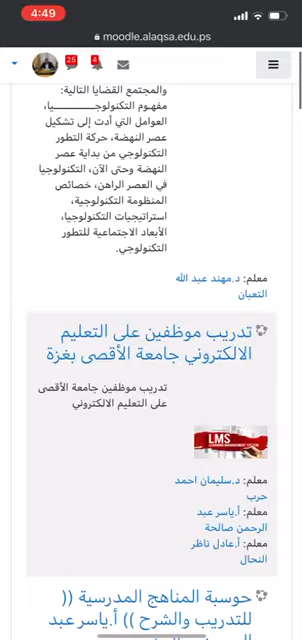 4:49
moodle.alaqsa.edu.ps
25
4
والمجتمع القضايا التالية:
مفهوم التكنولوجـــــــــيا،
العوامل التي أدت إلى تشكيل
عصر النهضة، حركة التطور
التكنولوجي من بداية عصر
النهضة وحتى الآن، التكنولوجيا
في العصر الراهن، خصائص
المنظومة التكنولوجية،
استراتيجيات التكنولوجيا،
الأبعاد الاجتماعية للتطور
التكنولوجي.
معلم: د.مهند عبد الله
التعبان
تدريب موظفين على التعليم
الالكتروني جامعة الأقصى بغزة
تدريب موظفين جامعة الأقصى
على التعليم الالكتروني
LMS
معلم: د.سليمان احمد
حرب
معلم: أ.ياسر عبد
الرحمن صالحة
معلم: أ.عادل ناظر
النحال
حوسبة المناهج المدرسية ((
للتدريب والشرح )) أ.ياسر عبد